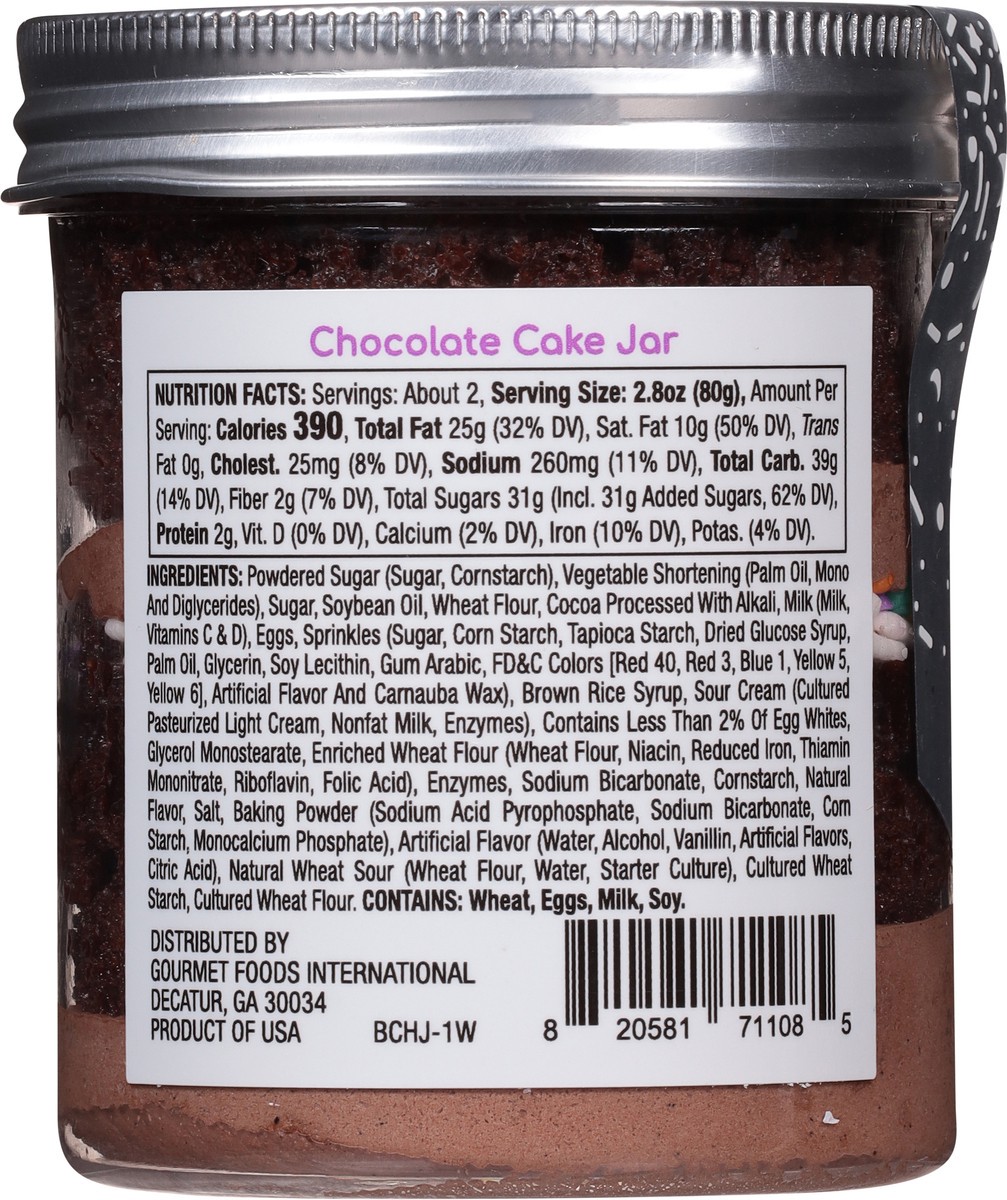 Chocolate Cake Jar
NUTRITION FACTS: Servings: About 2, Serving Size: 2.8oz (80g), Amount Per
Serving: Calories 390, Total Fat 25g (32% DV), Sat. Fat 10g (50% DV), Trans
Fat 0g, Cholest. 25mg (8% DV), Sodium 260mg (11% DV), Total Carb. 39g
(14% DV), Fiber 2g (7% DV), Total Sugars 31g (Incl. 31g Added Sugars, 62% DV),
Protein 2g, Vit. D (0% DV), Calcium (2% DV), Iron (10% DV), Potas. (4% DV).
INGREDIENTS: Powdered Sugar (Sugar, Cornstarch), Vegetable Shortening (Palm Oil, Mono
And Diglycerides), Sugar, Soybean Oil, Wheat Flour, Cocoa Processed With Alkali, Milk (Milk,
Vitamins C & D), Eggs, Sprinkles (Sugar, Corn Starch, Tapioca Starch, Dried Glucose Syrup,
Palm Oil, Glycerin, Soy Lecithin, Gum Arabic, FD&C Colors [Red 40, Red 3, Blue 1, Yellow 5,
Yellow 6], Artificial Flavor And Carnauba Wax), Brown Rice Syrup, Sour Cream (Cultured
Pasteurized Light Cream, Nonfat Milk, Enzymes), Contains Less Than 2% Of Egg Whites,
Glycerol Monostearate, Enriched Wheat Flour (Wheat Flour, Niacin, Reduced Iron, Thiamin
Mononitrate, Riboflavin, Folic Acid), Enzymes, Sodium Bicarbonate, Cornstarch, Natural
Flavor, Salt, Baking Powder (Sodium Acid Pyrophosphate, Sodium Bicarbonate, Corn
Starch, Monocalcium Phosphate), Artificial Flavor (Water, Alcohol, Vanillin, Artificial Flavors,
Citric Acid), Natural Wheat Sour (Wheat Flour, Water, Starter Culture), Cultured Wheat
Starch, Cultured Wheat Flour. CONTAINS: Wheat, Eggs, Milk, Soy.
DISTRIBUTED BY
GOURMET FOODS INTERNATIONAL
DECATUR, GA 30034
PRODUCT OF USA BCHJ-1W
8 20581 71108 5